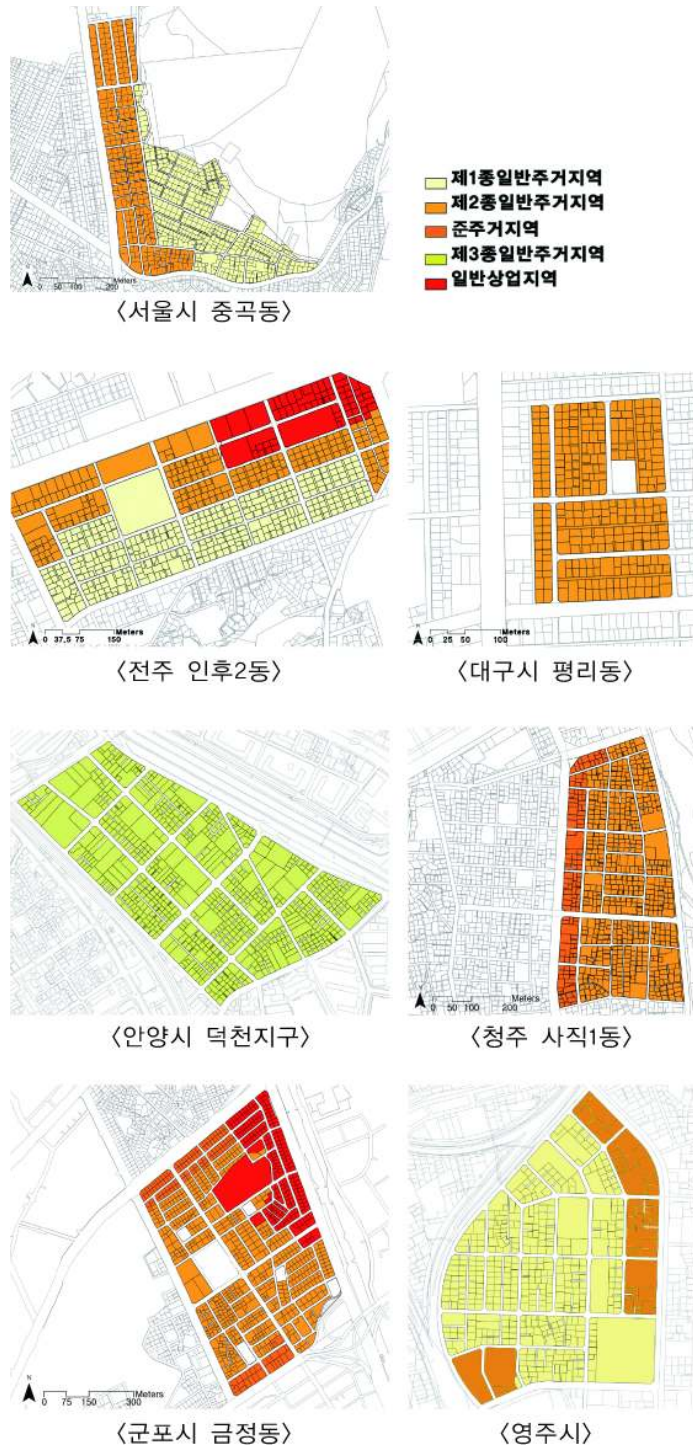 제1종일반주거지역
제2종일반주거지역
준주거지역
제3종일반주거지역
일반상업지역
N
0 50 100 200 Meters
〈서울시 중곡동〉
N
0 37.5 75 150 Meters
〈전주 인후2동〉
N
0 25 50 100 Meters
〈대구시 평리동〉
〈안양시 덕천지구〉
N
0 50 100 200 Meters
〈청주 사직1동〉
N
0 75 150 300 Meters
〈군포시 금정동〉
N
〈영주시〉